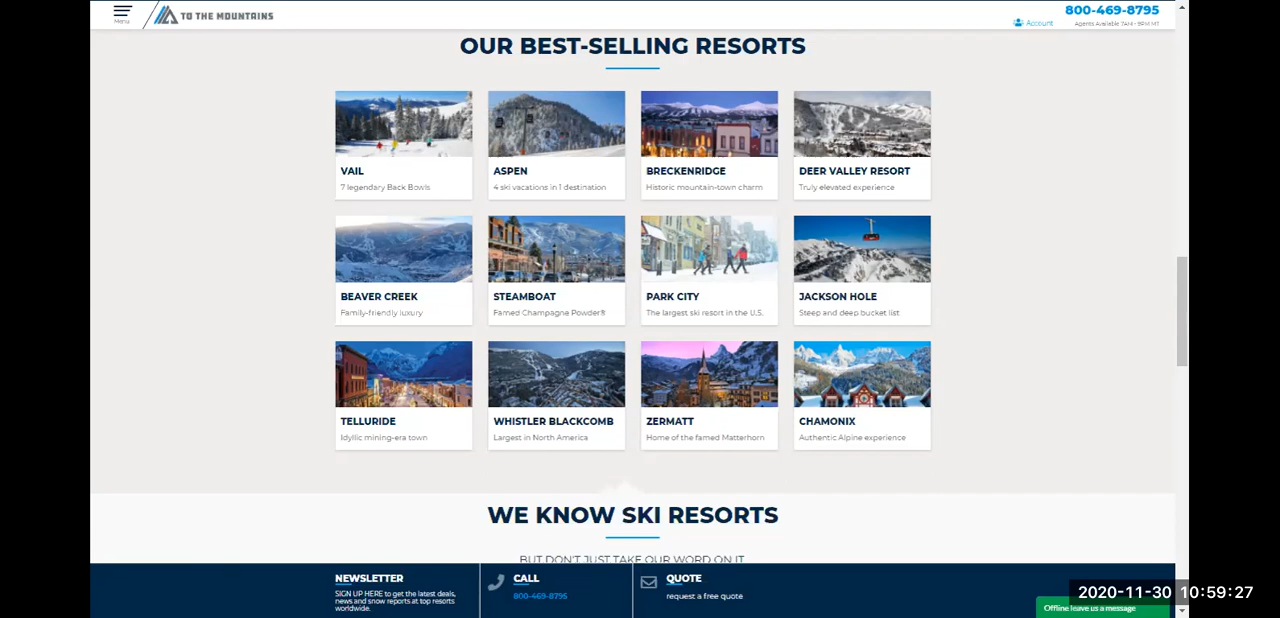 Menu
TO THE MOUNTAINS
800-469-8795
Account
Agents Available 7AM - 9PM MT
OUR BEST-SELLING RESORTS
VAIL
7 legendary Back Bowls
ASPEN
4 ski vacations in 1 destination
BRECKENRIDGE
Historic mountain-town charm
DEER VALLEY RESORT
Truly elevated experience
BEAVER CREEK
Family-friendly luxury
STEAMBOAT
Famed Champagne Powder®
PARK CITY
The largest ski resort in the U.S.
JACKSON HOLE
Steep and deep bucket list
TELLURIDE
Idyllic mining-era town
WHISTLER BLACKCOMB
Largest in North America
ZERMATT
Home of the famed Matterhorn
CHAMONIX
Authentic Alpine experience
WE KNOW SKI RESORTS
BUT DON'T JUST TAKE OUR WORD ON IT
NEWSLETTER
SIGN UP HERE to get the latest deals,
news and snow reports at top resorts
worldwide.
CALL
800-469-8795
QUOTE
request a free quote
2020-11-30 10:59:27
Offline leave us a message